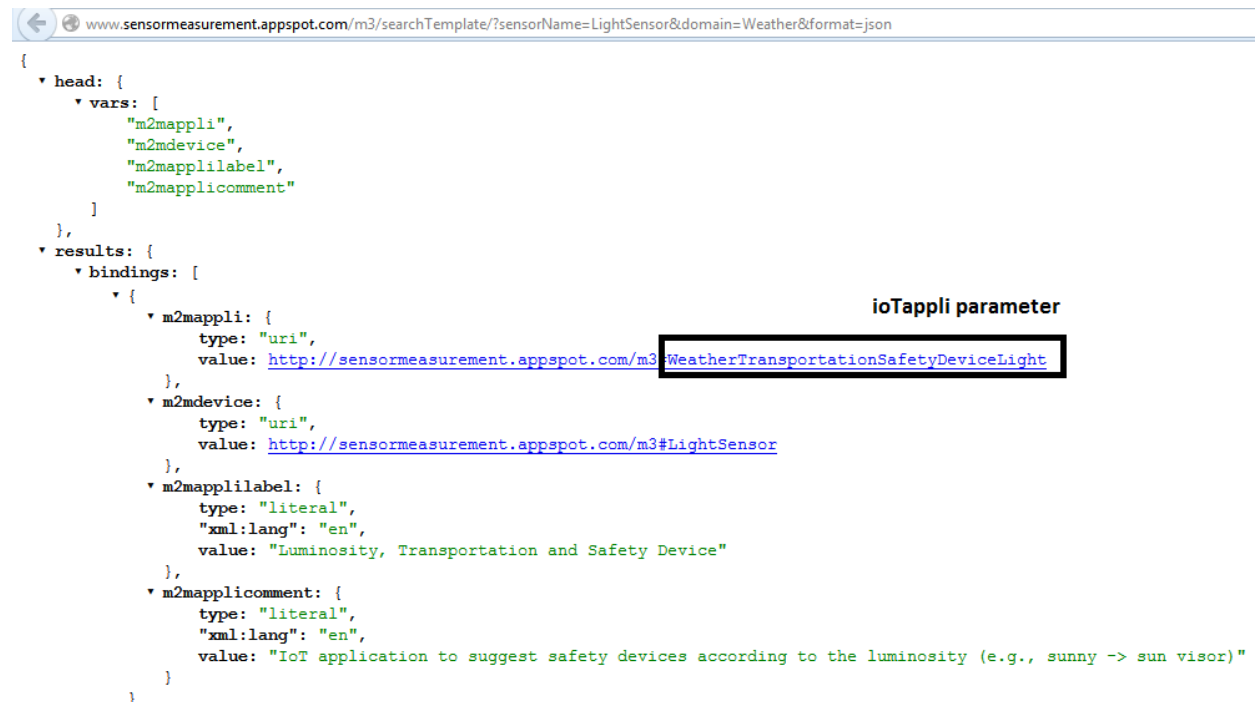 www.sensormeasurement.appspot.com/m3/searchTemplate/?sensorName=LightSensor&domain=Weather&format=json
{
head: {
vars: [
"m2mappli",
"m2mdevice",
"m2mapplilabel",
"m2mapplicomment"
]
},
results: {
bindings: [
{
ioTappli parameter
m2mappli: {
type: "uri",
value: http://sensormeasurement.appspot.com/m3#WeatherTransportationSafetyDeviceLight
},
m2mdevice: {
type: "uri",
value: http://sensormeasurement.appspot.com/m3#LightSensor
},
m2mapplilabel: {
type: "literal",
"xml:lang": "en",
value: "Luminosity, Transportation and Safety Device"
},
m2mapplicomment: {
type: "literal",
"xml:lang": "en",
value: "IoT application to suggest safety devices according to the luminosity (e.g., sunny -> sun visor)"
}
}